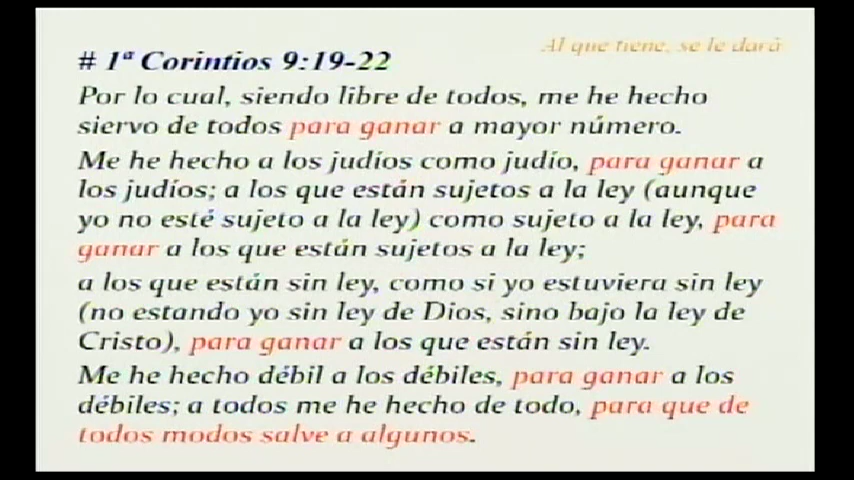 Al que tiene, se le dará
# 1ª Corintios 9:19-22
Por lo cual, siendo libre de todos, me he hecho
siervo de todos para ganar a mayor número.
Me he hecho a los judíos como judío, para ganar a
los judíos; a los que están sujetos a la ley (aunque
yo no esté sujeto a la ley) como sujeto a la ley, para
ganar a los que están sujetos a la ley;
a los que están sin ley, como si yo estuviera sin ley
(no estando yo sin ley de Dios, sino bajo la ley de
Cristo), para ganar a los que están sin ley.
Me he hecho débil a los débiles, para ganar a los
débiles; a todos me he hecho de todo, para que de
todos modos salve a algunos.